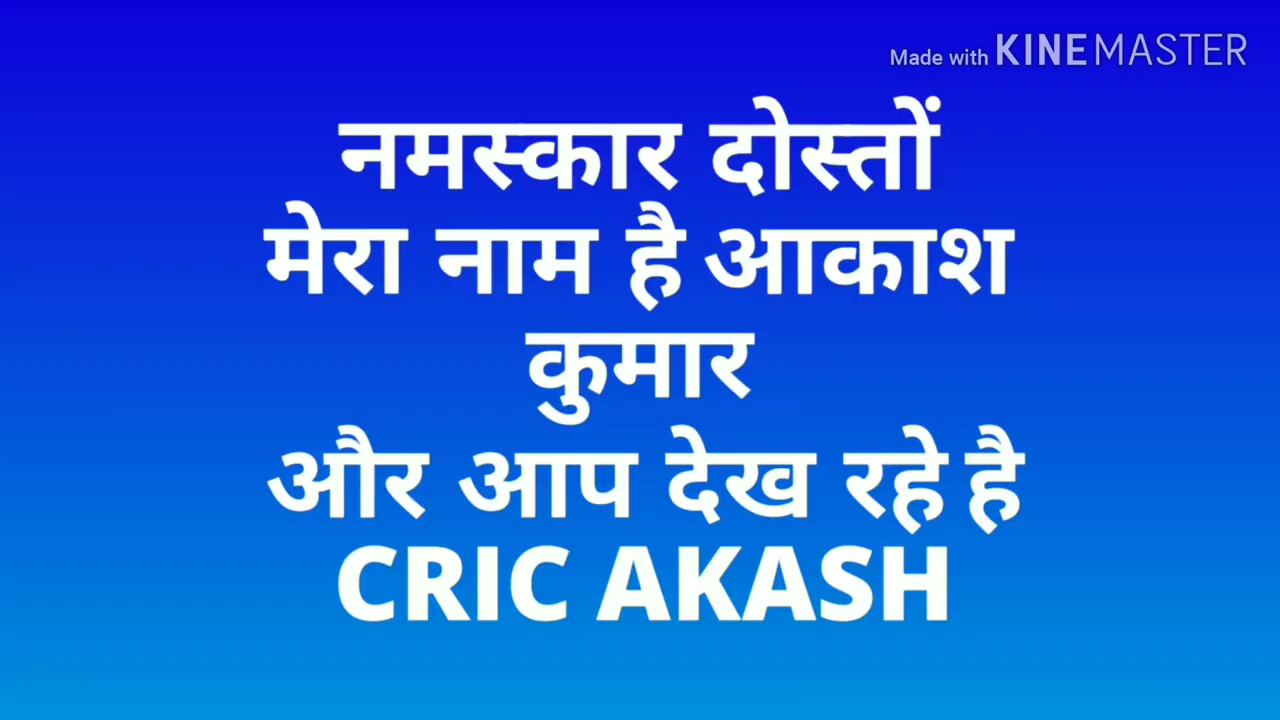 Made with KINEMASTER
नमस्कार दोस्तों
मेरा नाम है आकाश
कुमार
और आप देख रहे है
CRIC AKASH